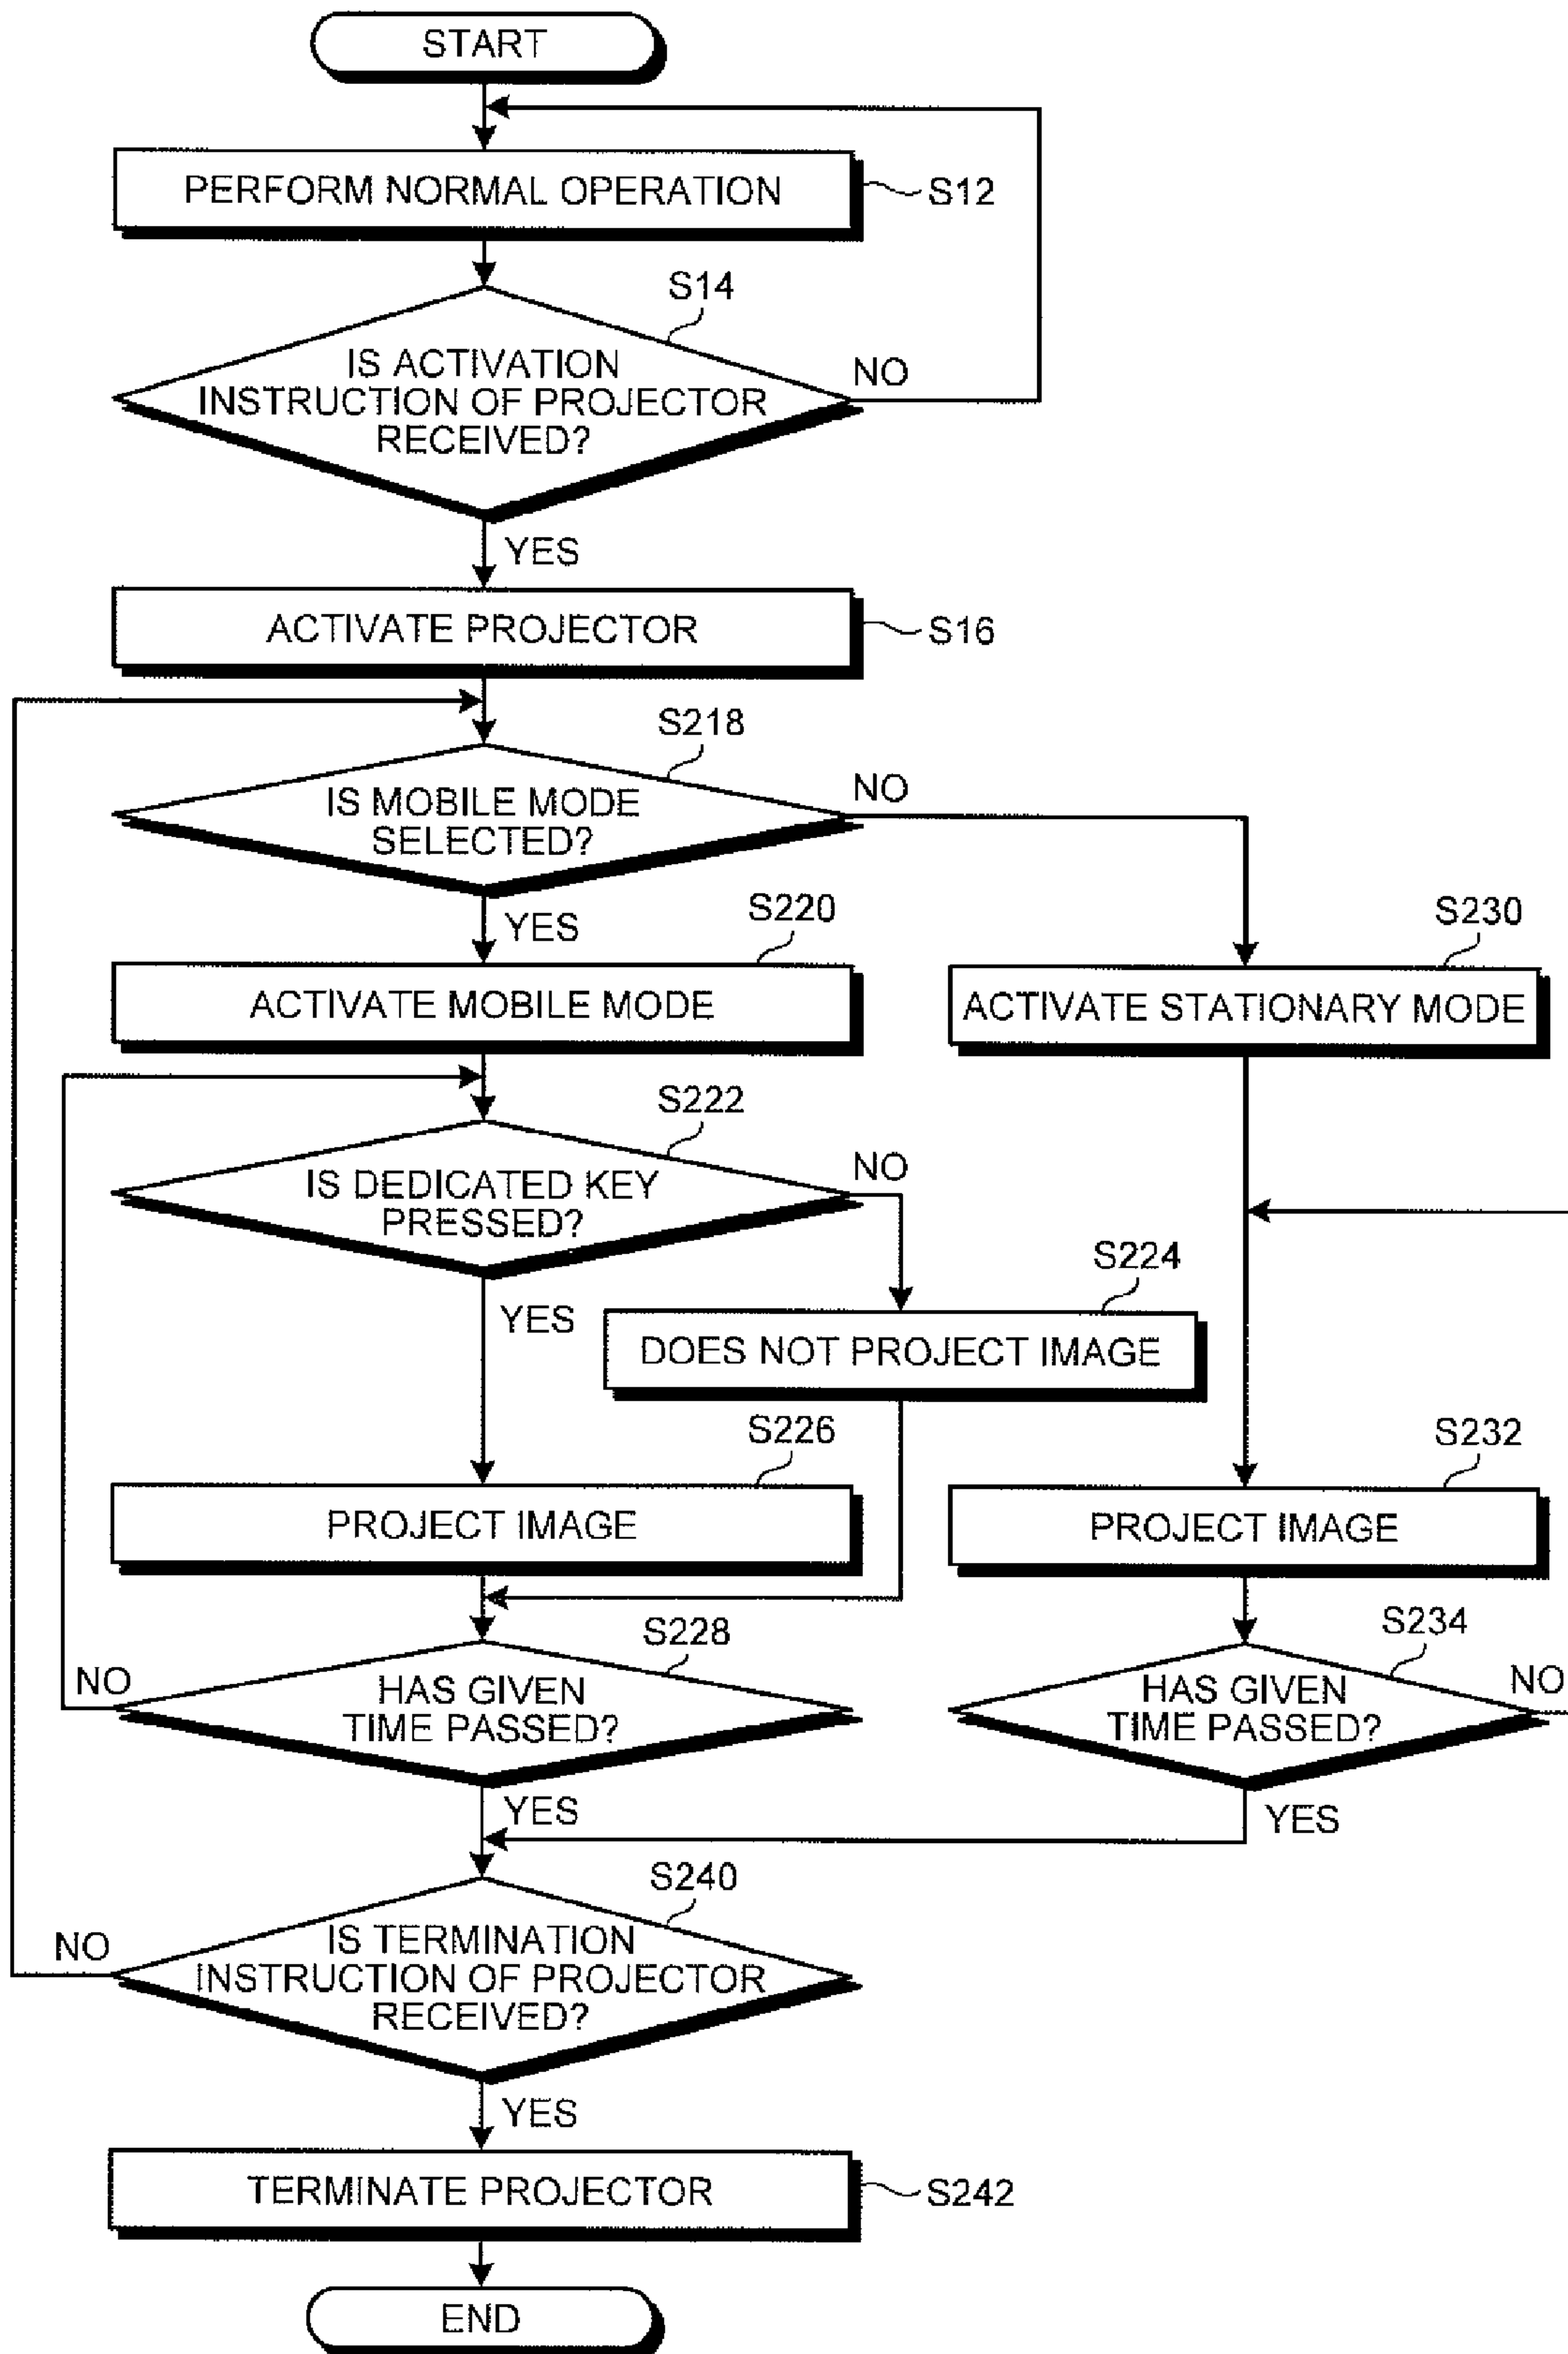 START
PERFORM NORMAL OPERATION
S12
S14
IS ACTIVATION
INSTRUCTION OF PROJECTOR
RECEIVED?
NO
YES
ACTIVATE PROJECTOR
S16
S218
IS MOBILE MODE
SELECTED?
NO
YES
S220
ACTIVATE MOBILE MODE
S230
ACTIVATE STATIONARY MODE
S222
IS DEDICATED KEY
PRESSED?
NO
YES
S224
DOES NOT PROJECT IMAGE
S226
PROJECT IMAGE
S232
PROJECT IMAGE
S228
HAS GIVEN
TIME PASSED?
NO
YES
S234
HAS GIVEN
TIME PASSED?
NO
YES
S240
IS TERMINATION
INSTRUCTION OF PROJECTOR
RECEIVED?
NO
YES
TERMINATE PROJECTOR
S242
END